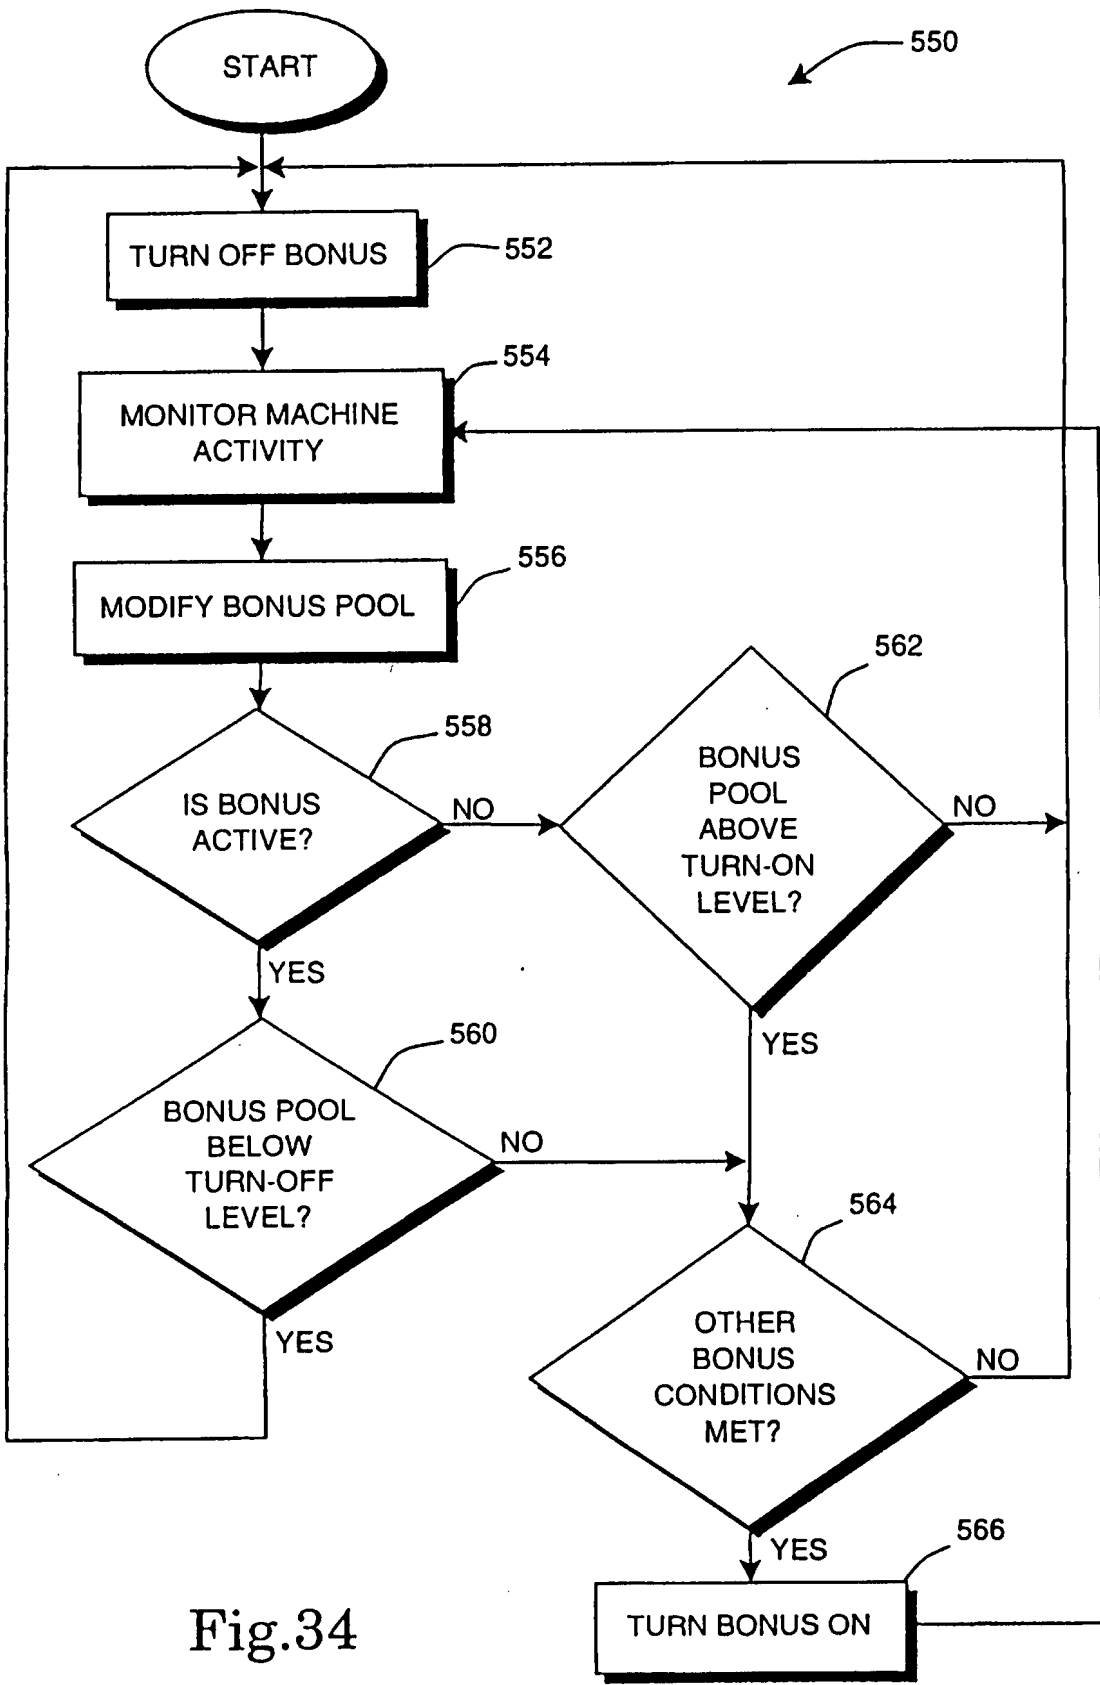 START
550
TURN OFF BONUS
552
554
MONITOR MACHINE
ACTIVITY
556
MODIFY BONUS POOL
562
558
BONUS
POOL
ABOVE
TURN-ON
LEVEL?
IS BONUS
ACTIVE?
NO
NO
YES
560
YES
BONUS POOL
BELOW
TURN-OFF
LEVEL?
NO
564
YES
OTHER
BONUS
CONDITIONS
MET?
NO
YES
566
TURN BONUS ON
Fig.34